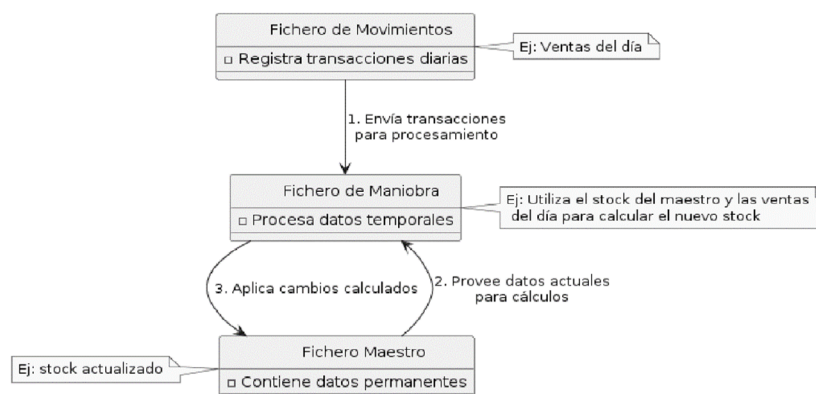 Fichero de Movimientos
Registra transacciones diarias
Ej: Ventas del día
1. Envía transacciones
para procesamiento
Fichero de Maniobra
Procesa datos temporales
Ej: Utiliza el stock del maestro y las ventas
del día para calcular el nuevo stock
3. Aplica cambios calculados
2. Provee datos actuales
para cálculos
Fichero Maestro
Contiene datos permanentes
Ej: stock actualizado